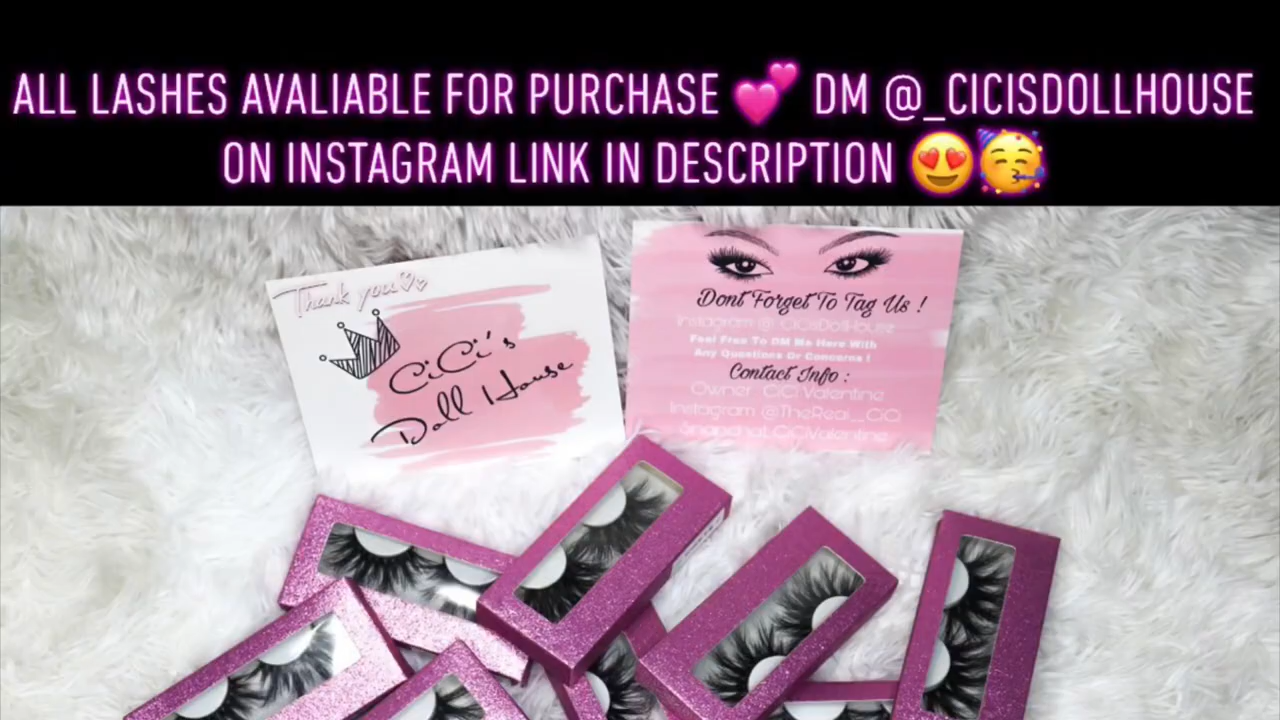 ALL LASHES AVALIABLE FOR PURCHASE 💕 DM @_CICISDOLLHOUSE
ON INSTAGRAM LINK IN DESCRIPTION 😍🥳
Thank you♡♡
CiCi's
Doll House
Dont Forget To Tag Us !
Instagram @ CiCisDollHouse
Feel Free To DM Me Here With
Any Questions Or Concerns !
Contact Info :
Owner CiCi Valentine
Instagram @TheReal__CiCi
Snapchat CiCiValentine